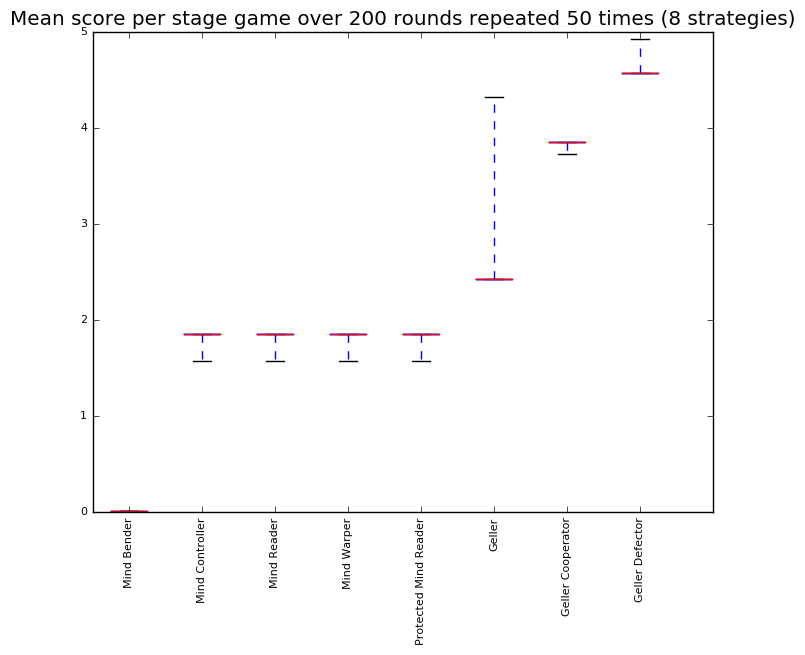 Mean score per stage game over 200 rounds repeated 50 times (8 strategies)
5
4
3
2
1
0
Mind Bender
Mind Controller
Mind Reader
Mind Warper
Protected Mind Reader
Geller
Geller Cooperator
Geller Defector